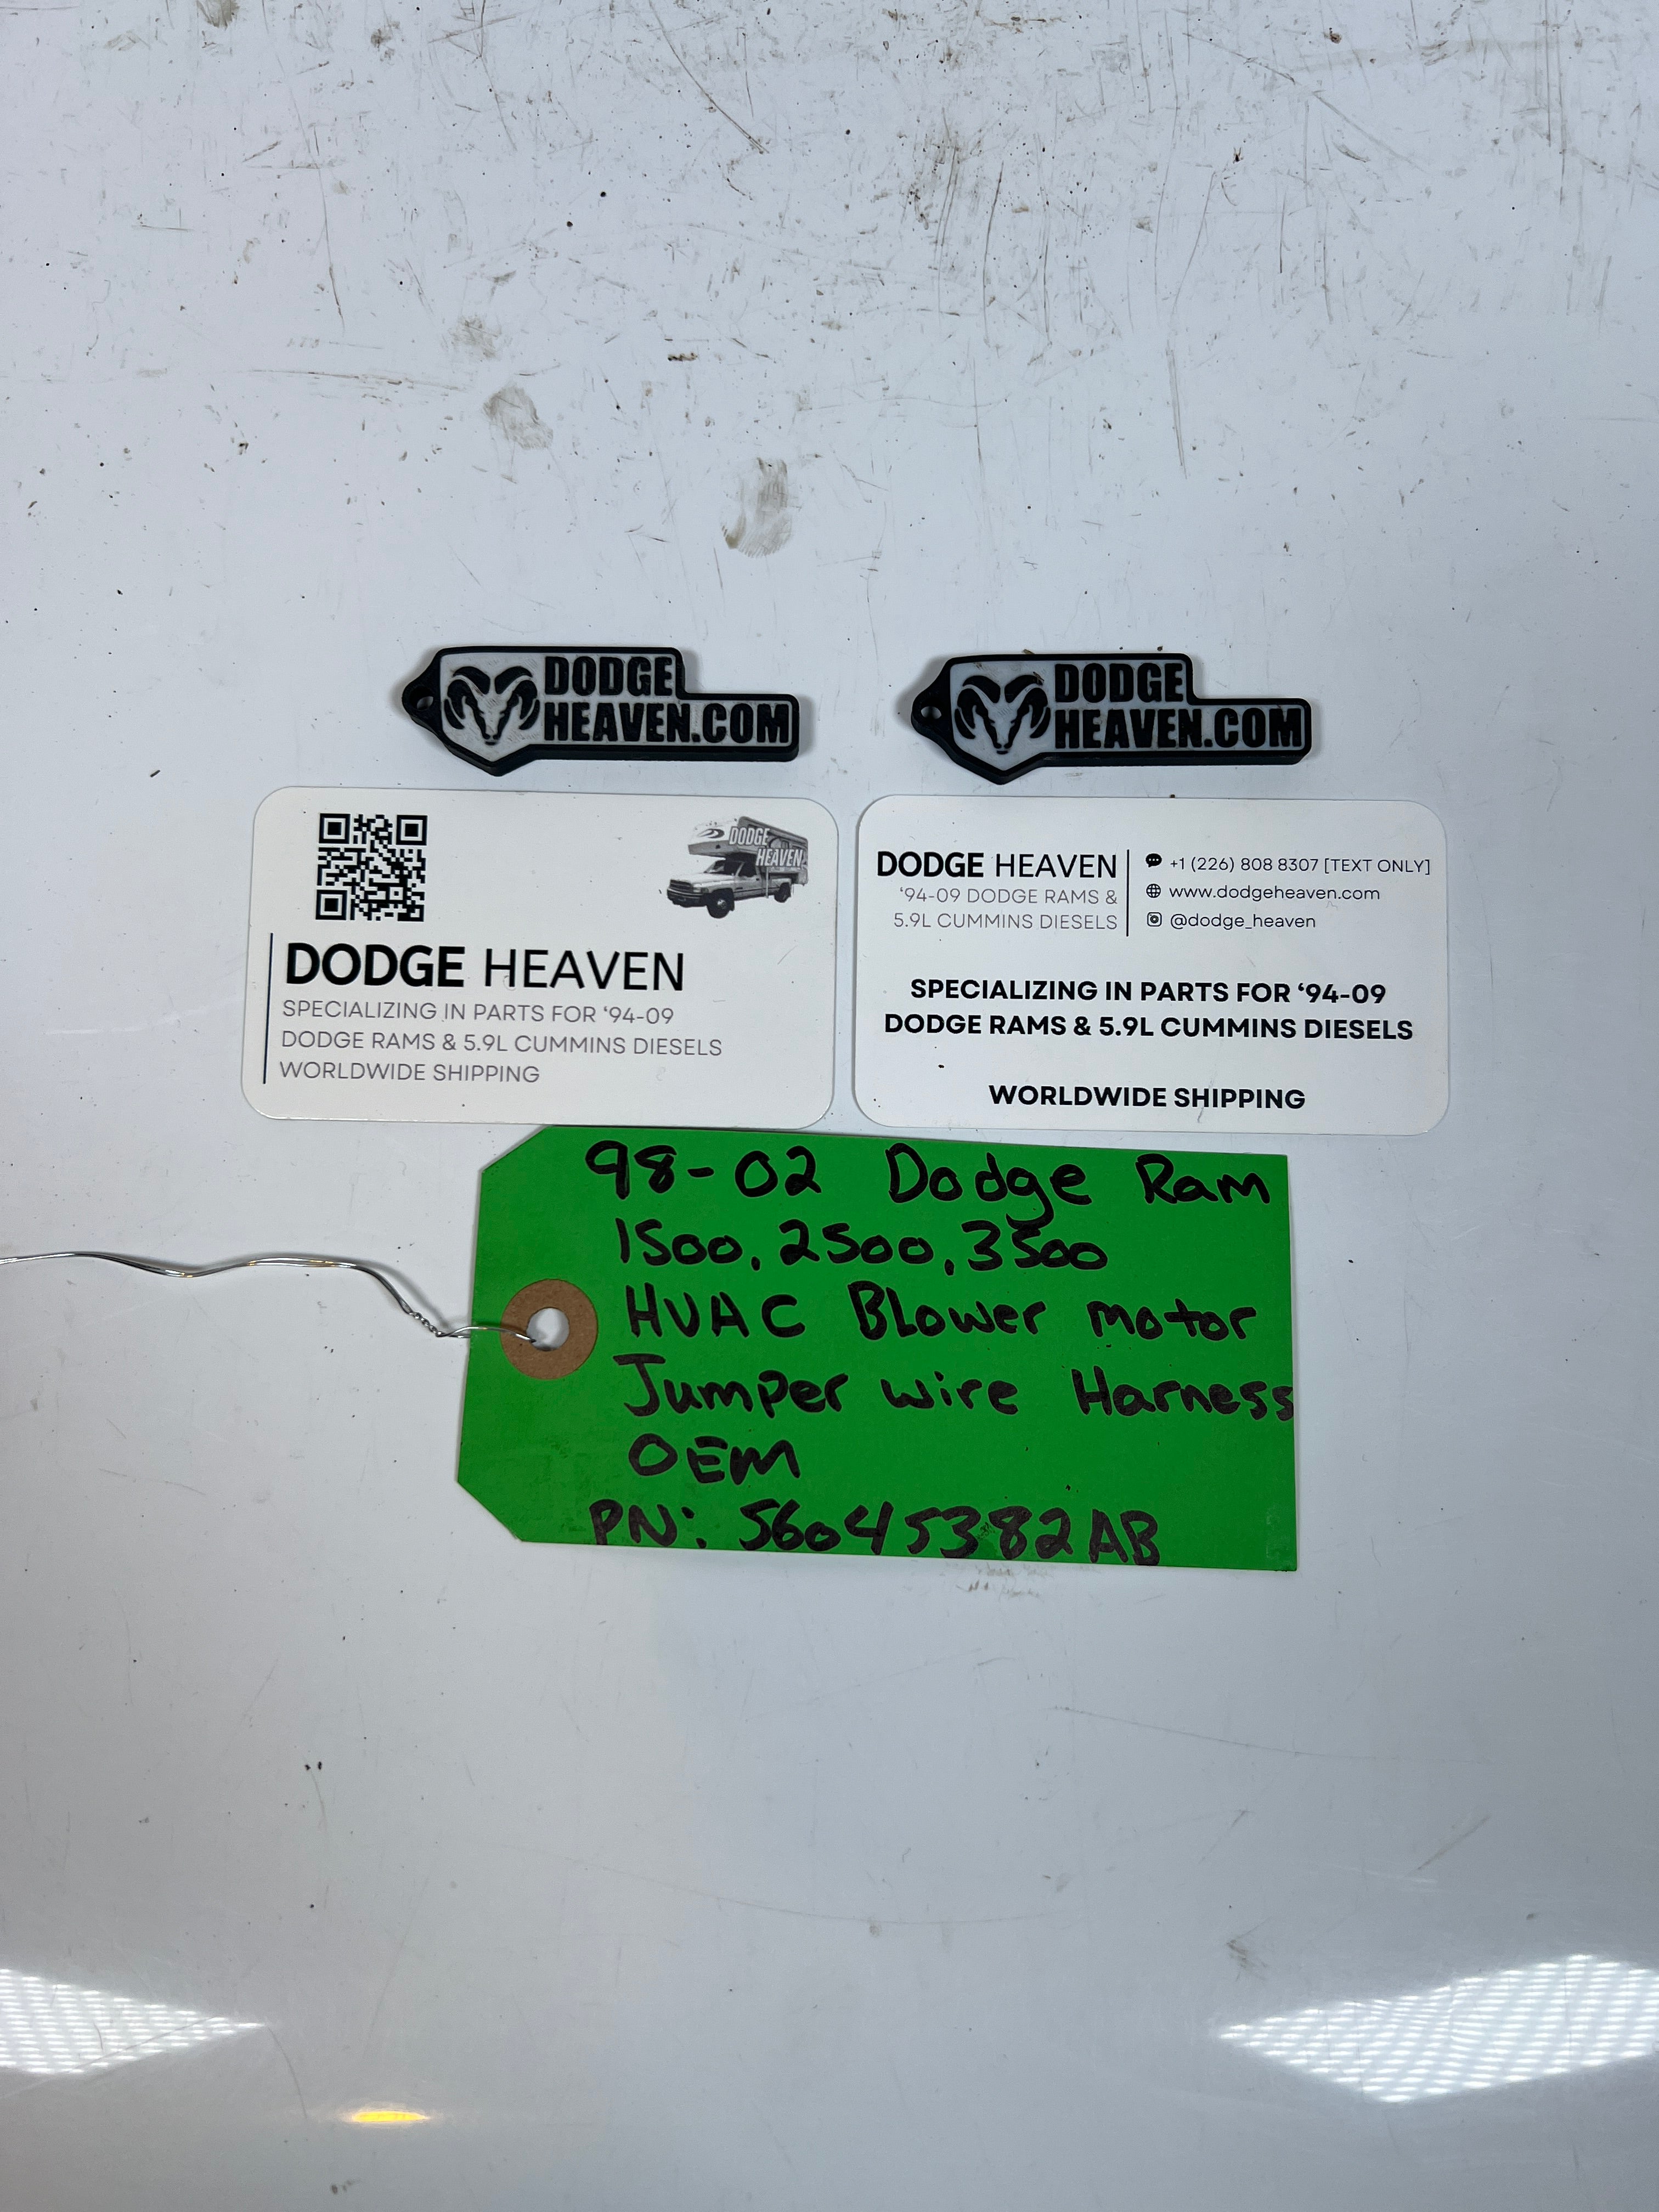 DODGE
HEAVEN.COM
DODGE
HEAVEN.COM
DODGE
HEAVEN
DODGE HEAVEN
SPECIALIZING IN PARTS FOR ‘94-09
DODGE RAMS & 5.9L CUMMINS DIESELS
WORLDWIDE SHIPPING
DODGE HEAVEN
‘94-09 DODGE RAMS &
5.9L CUMMINS DIESELS
+1 (226) 808 8307 [TEXT ONLY]
www.dodgeheaven.com
@dodge_heaven
SPECIALIZING IN PARTS FOR ‘94-09
DODGE RAMS & 5.9L CUMMINS DIESELS
WORLDWIDE SHIPPING
98-02 Dodge Ram
1500, 2500, 3500
HVAC Blower motor
Jumper wire Harness
OEM
PN: 56045382AB